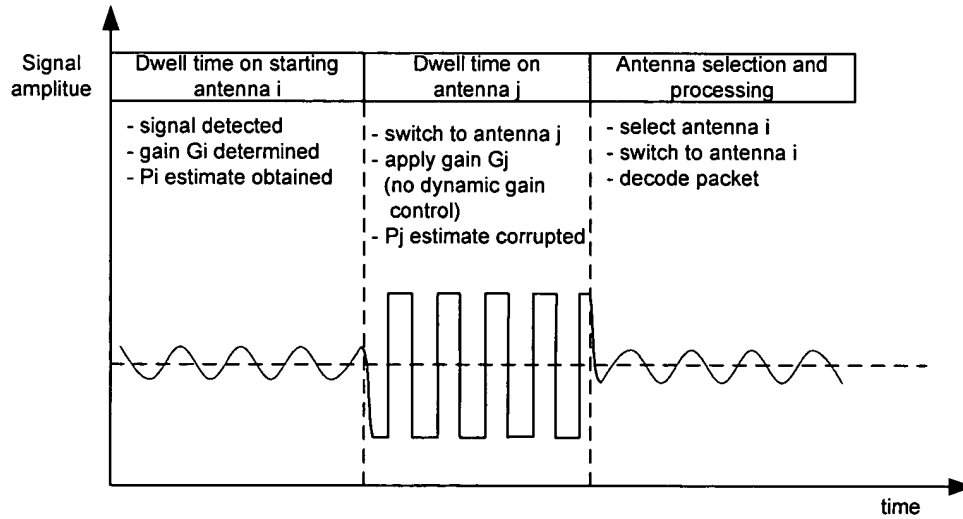 Signal
amplitue
Dwell time on starting
antenna i
Dwell time on
antenna j
Antenna selection and
processing
- signal detected
- gain Gi determined
- Pi estimate obtained
- switch to antenna j
- apply gain Gj
(no dynamic gain
control)
- Pj estimate corrupted
- select antenna i
- switch to antenna i
- decode packet
time